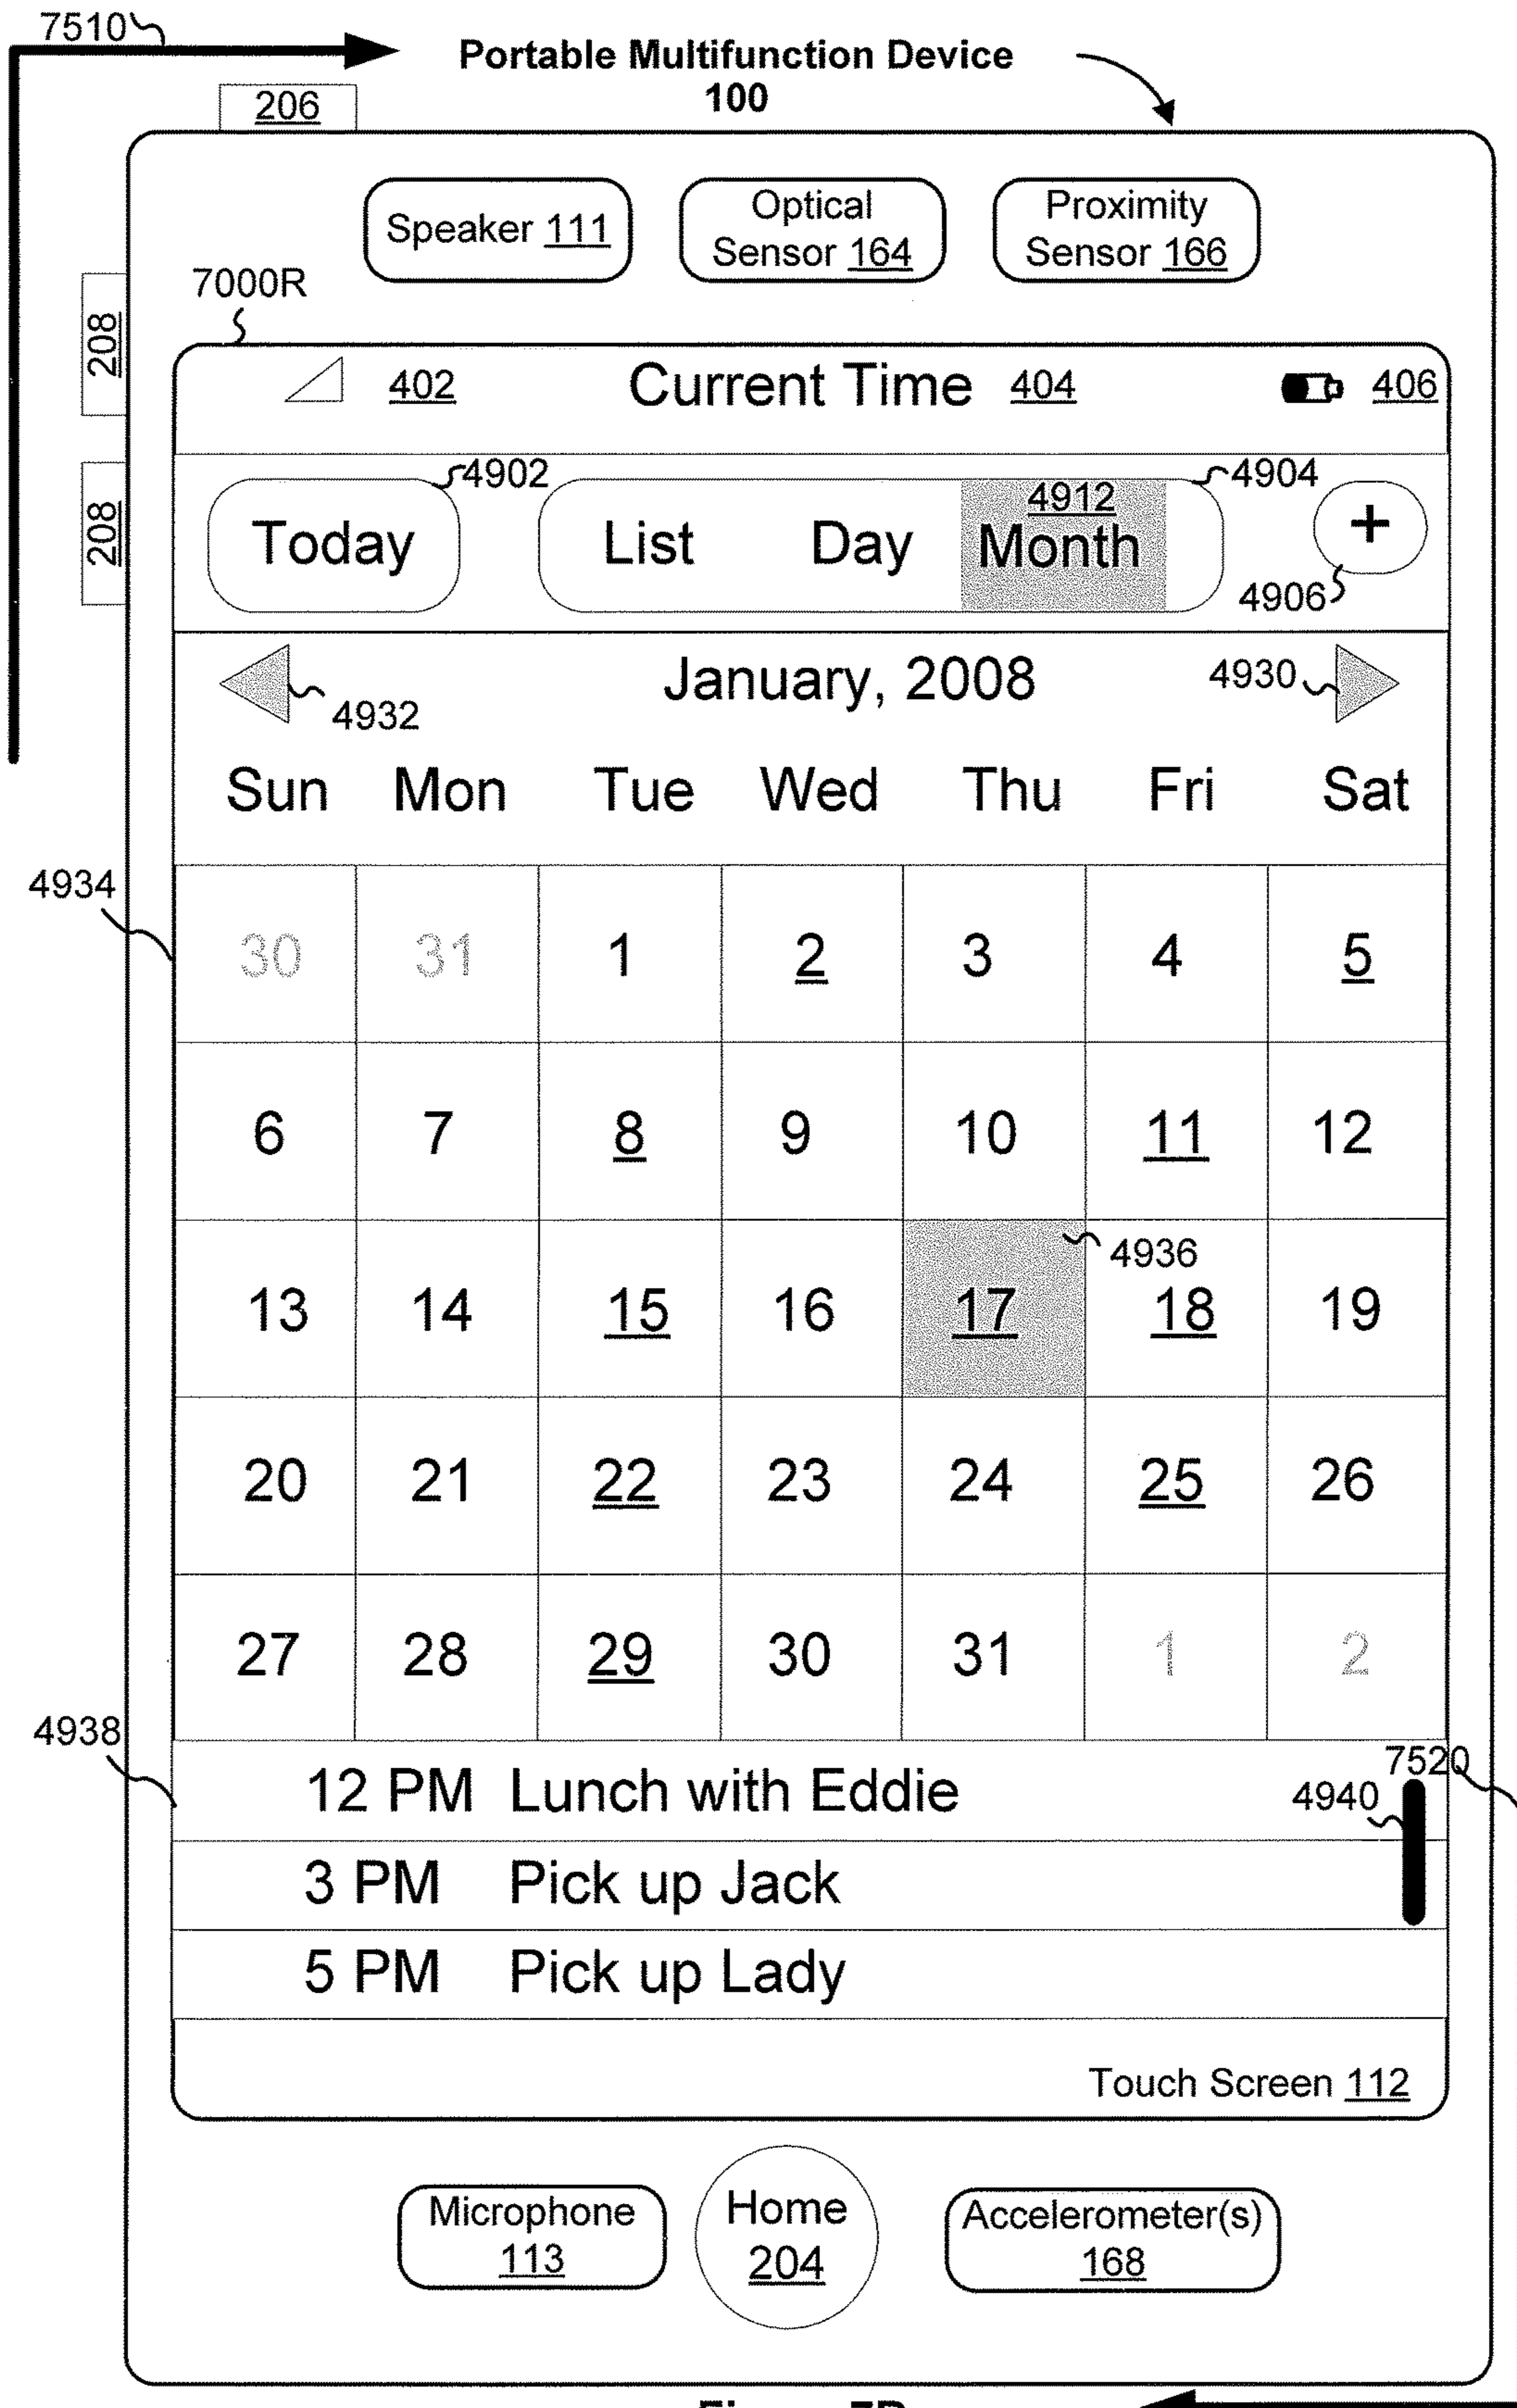 7510
Portable Multifunction Device
100
206
Speaker 111
Optical
Sensor 164
Proximity
Sensor 166
7000R
208
402 Current Time 404 406
4902
4904
4912
Today List Day Month +
208
4906
January, 2008
4930
4932
Sun Mon Tue Wed Thu Fri Sat
4934
30 31 1 2 3 4 5
6 7 8 9 10 11 12
4936
13 14 15 16 17 18 19
20 21 22 23 24 25 26
27 28 29 30 31 1 2
4938
7520
12 PM Lunch with Eddie 4940
3 PM Pick up Jack
5 PM Pick up Lady
Touch Screen 112
Microphone
113
Home
204
Accelerometer(s)
168